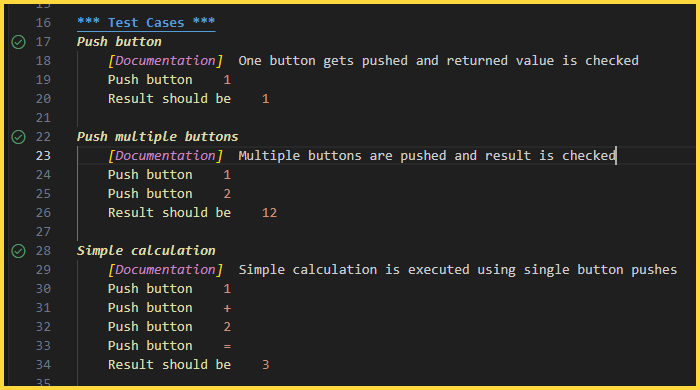 16 *** Test Cases ***
17 Push button
18 [Documentation] One button gets pushed and returned value is checked
19 Push button 1
20 Result should be 1
21
22 Push multiple buttons
23 [Documentation] Multiple buttons are pushed and result is checked
24 Push button 1
25 Push button 2
26 Result should be 12
27
28 Simple calculation
29 [Documentation] Simple calculation is executed using single button pushes
30 Push button 1
31 Push button +
32 Push button 2
33 Push button =
34 Result should be 3
35